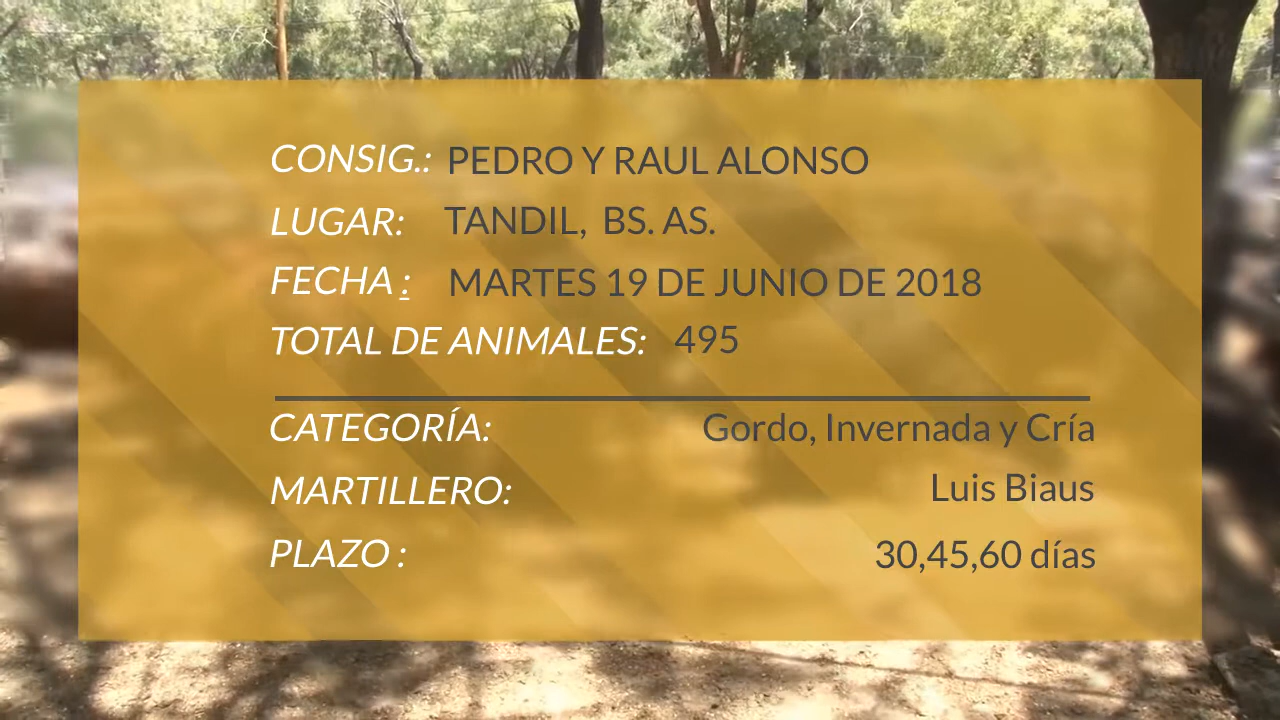 CONSIG.: PEDRO Y RAUL ALONSO
LUGAR: TANDIL, BS. AS.
FECHA : MARTES 19 DE JUNIO DE 2018
TOTAL DE ANIMALES: 495
CATEGORÍA: Gordo, Invernada y Cría
MARTILLERO: Luis Biaus
PLAZO : 30,45,60 días